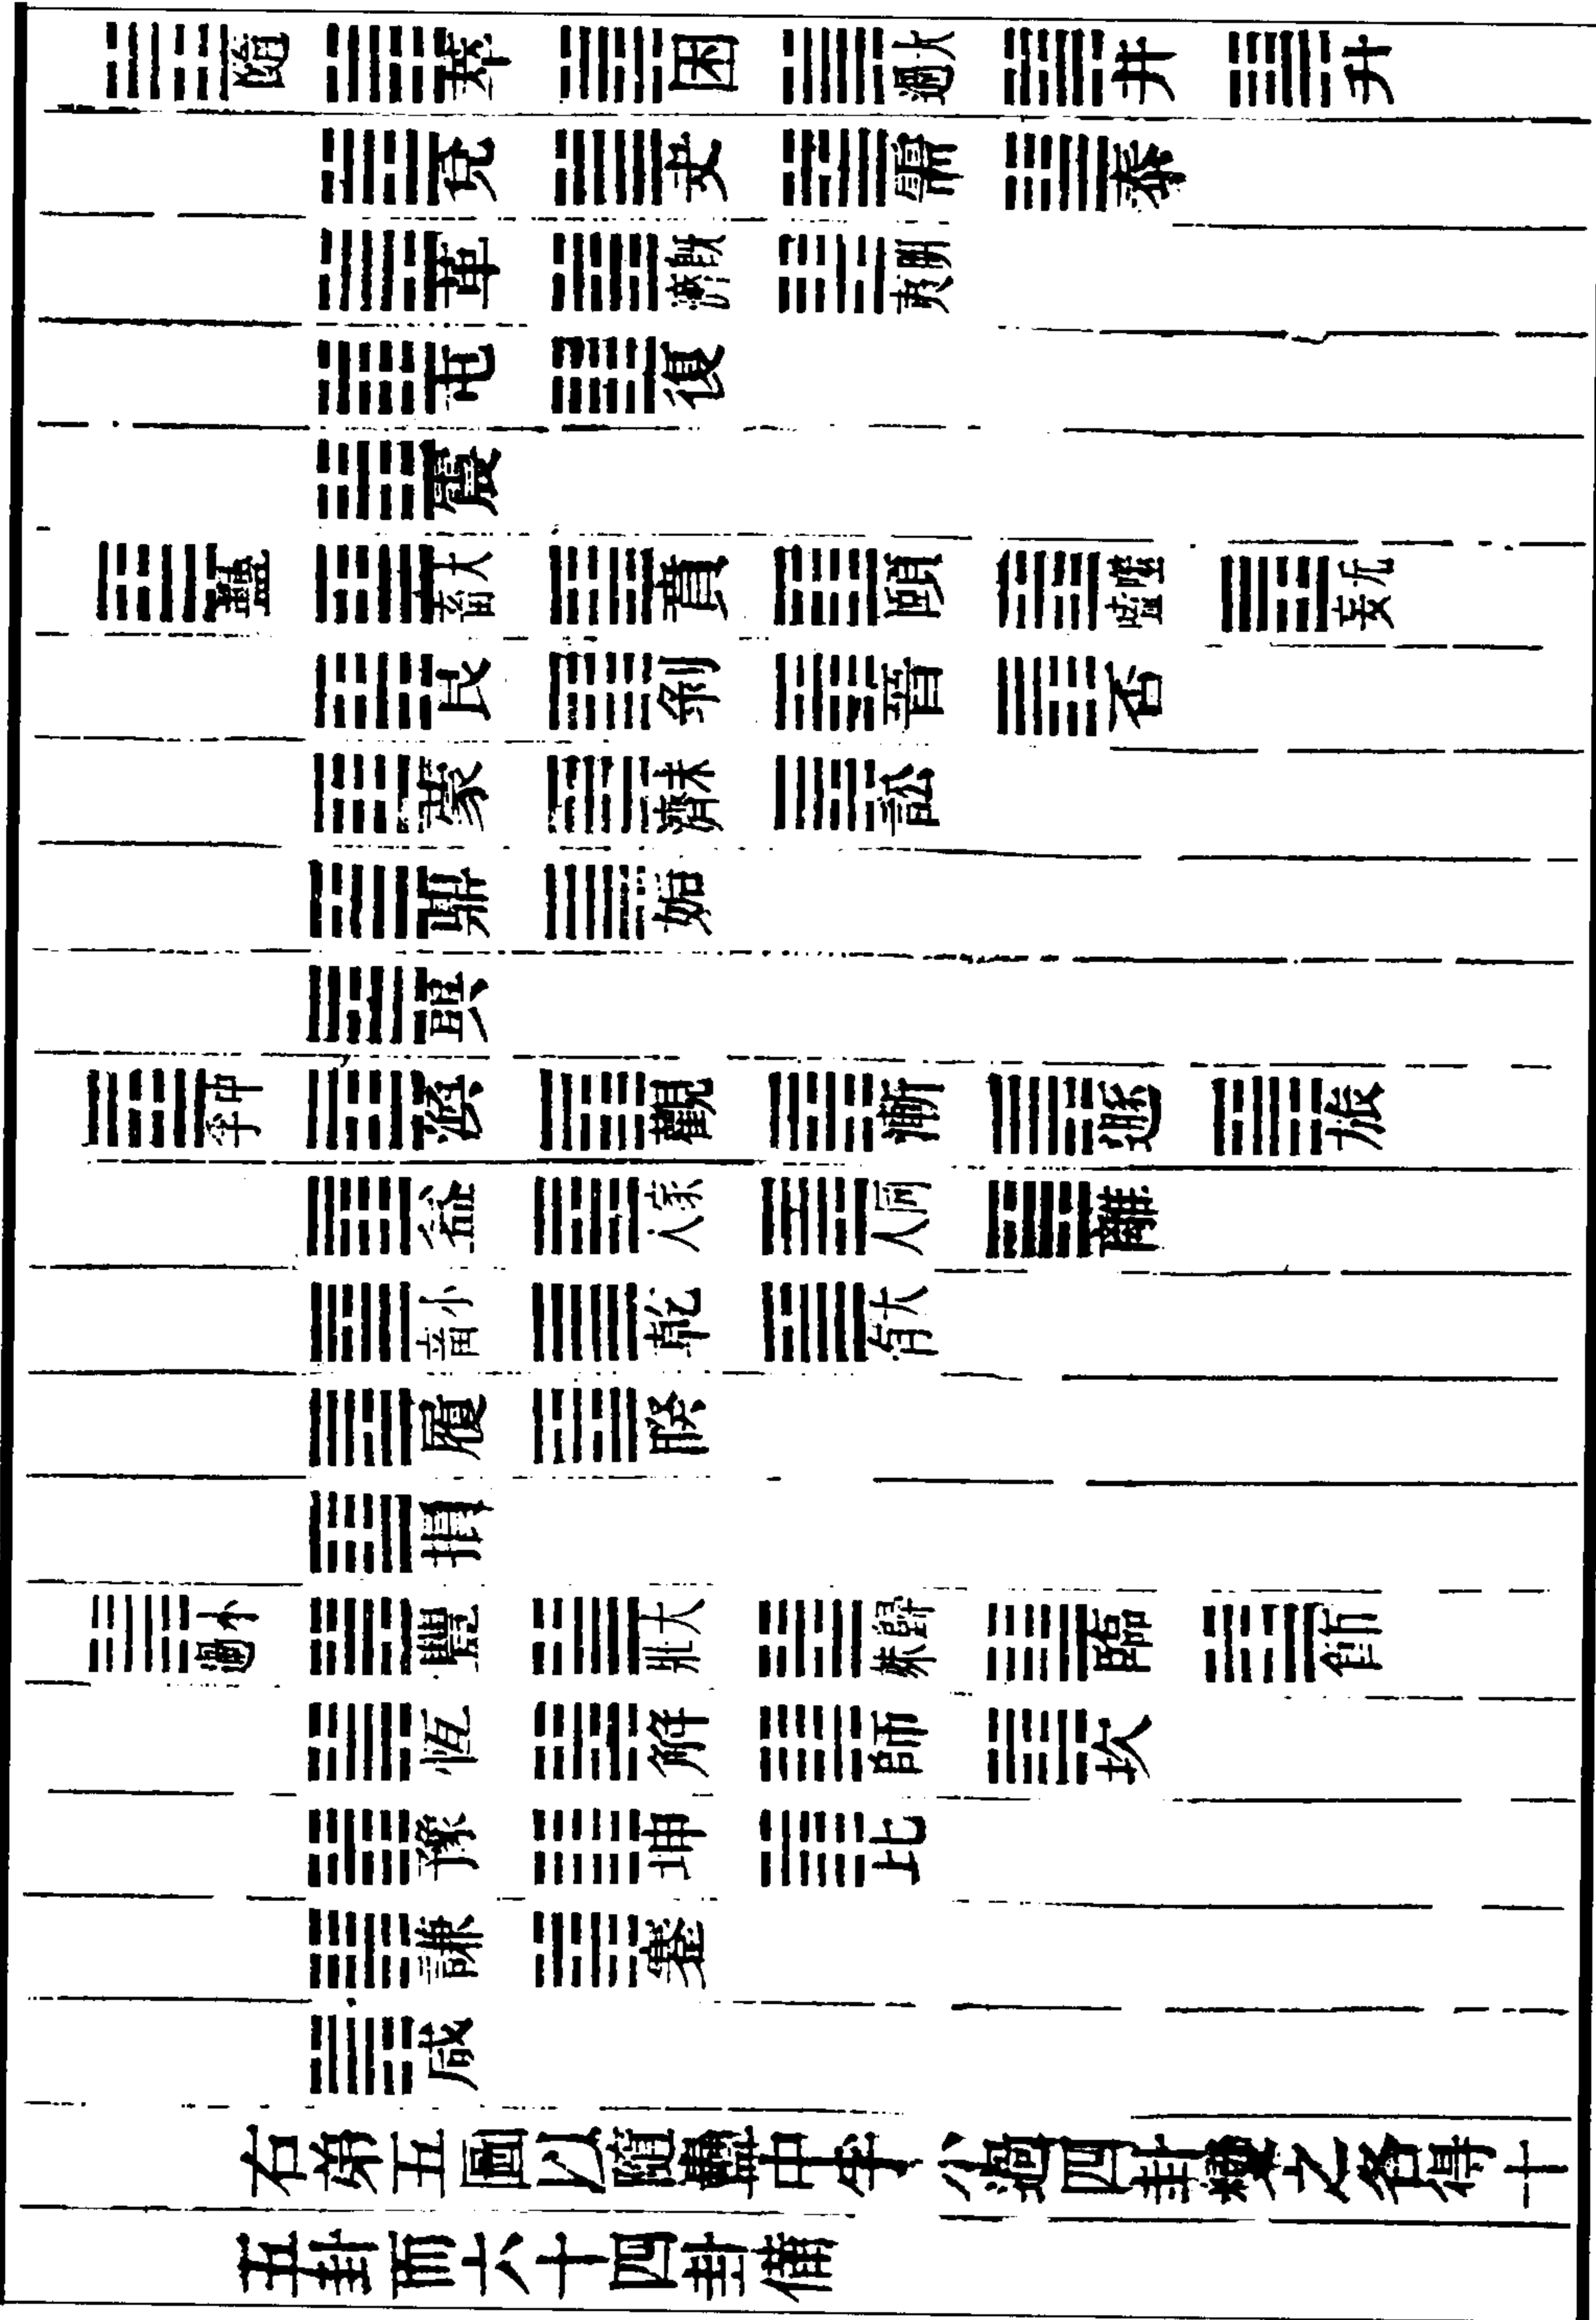 隨 萃 困 大過 井 升
兌 夬 需 泰
革 既濟 明夷
屯 復
震
蠱 大畜 賁 頤 噬嗑 无妄
艮 剝 晉 否
蒙 未濟 訟
鼎 姤
巽
中孚 渙 觀 漸 遯 旅
益 家人 同人 離
小畜 乾 大有
履 睽
損
小過 豐 大壯 歸妹 臨 節
恆 解 師 坎
豫 坤 比
謙 蹇
咸
右第五圖以隨蠱中孚小過四卦變之各得十
五卦而六十四卦備